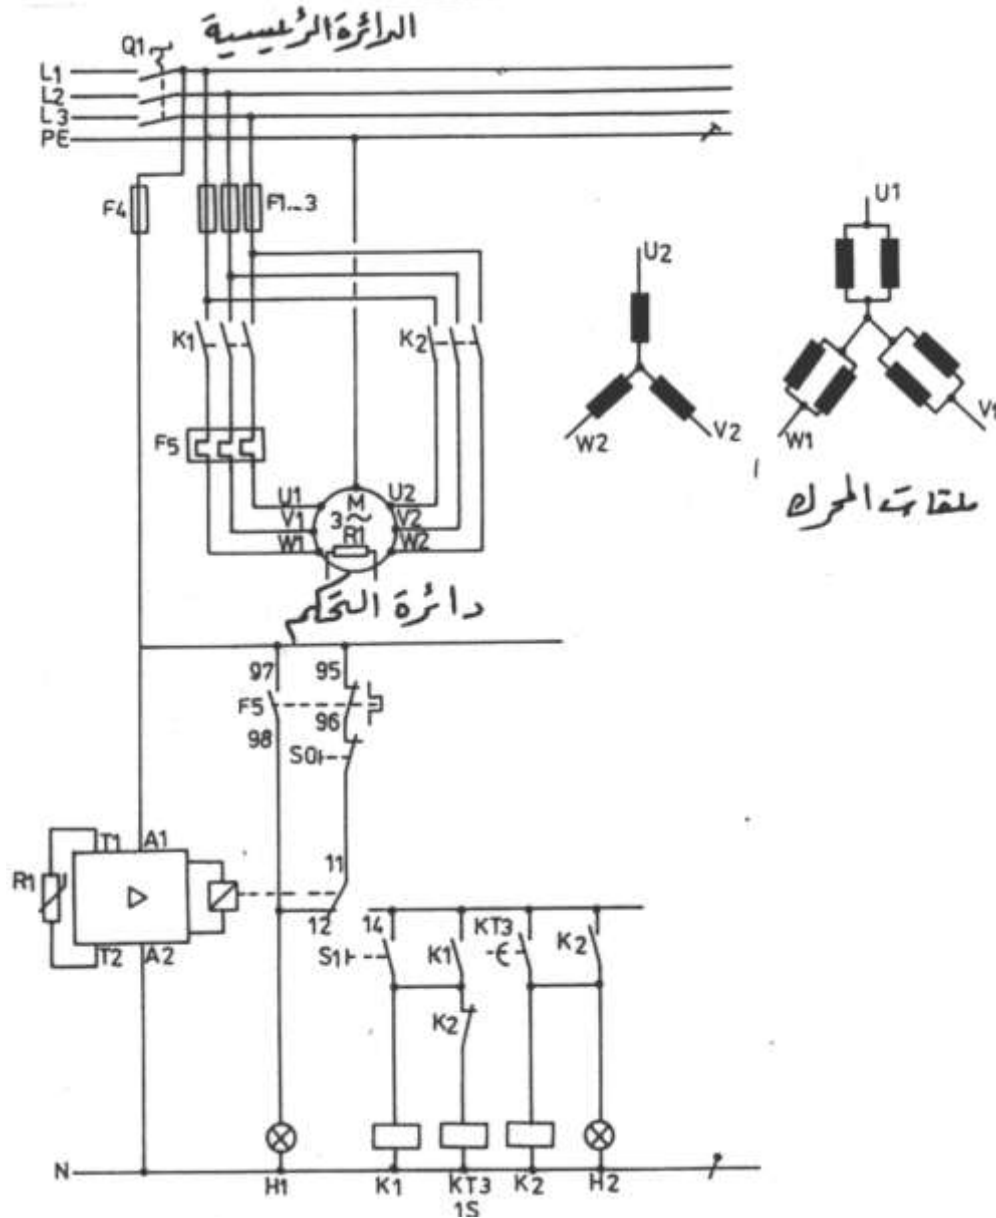 الدائرة الرئيسية
Q1
L1
L2
L3
PE
F4
F1...3
U1
U2
K1
K2
W2
V2
W1
V1
F5
ملفات المحرك
U1 M U2
V1 3~ V2
W1 R1 W2
دائرة التحكم
97 95
F5 96
98
S0
T1 A1
R1
11
12 14 KT3
S1 K1 K2
T2 A2
K2
N
H1 K1 KT3 K2 H2
1S